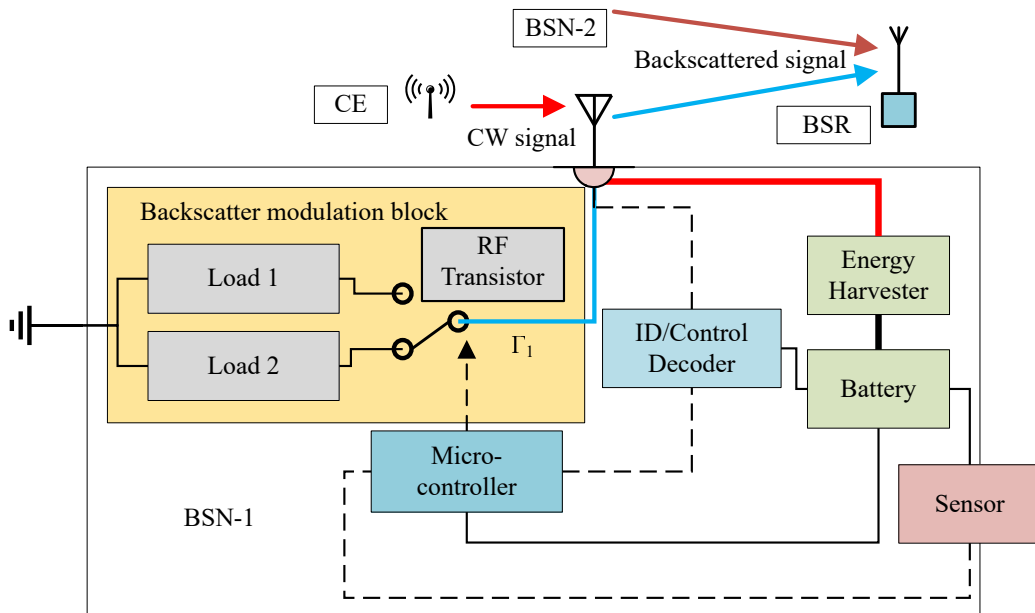 BSN-2
Backscattered signal
CE
CW signal
BSR
Backscatter modulation block
RF
Transistor
Load 1
Energy
Harvester
Γ₁
ID/Control
Decoder
Load 2
Battery
Micro-
controller
Sensor
BSN-1